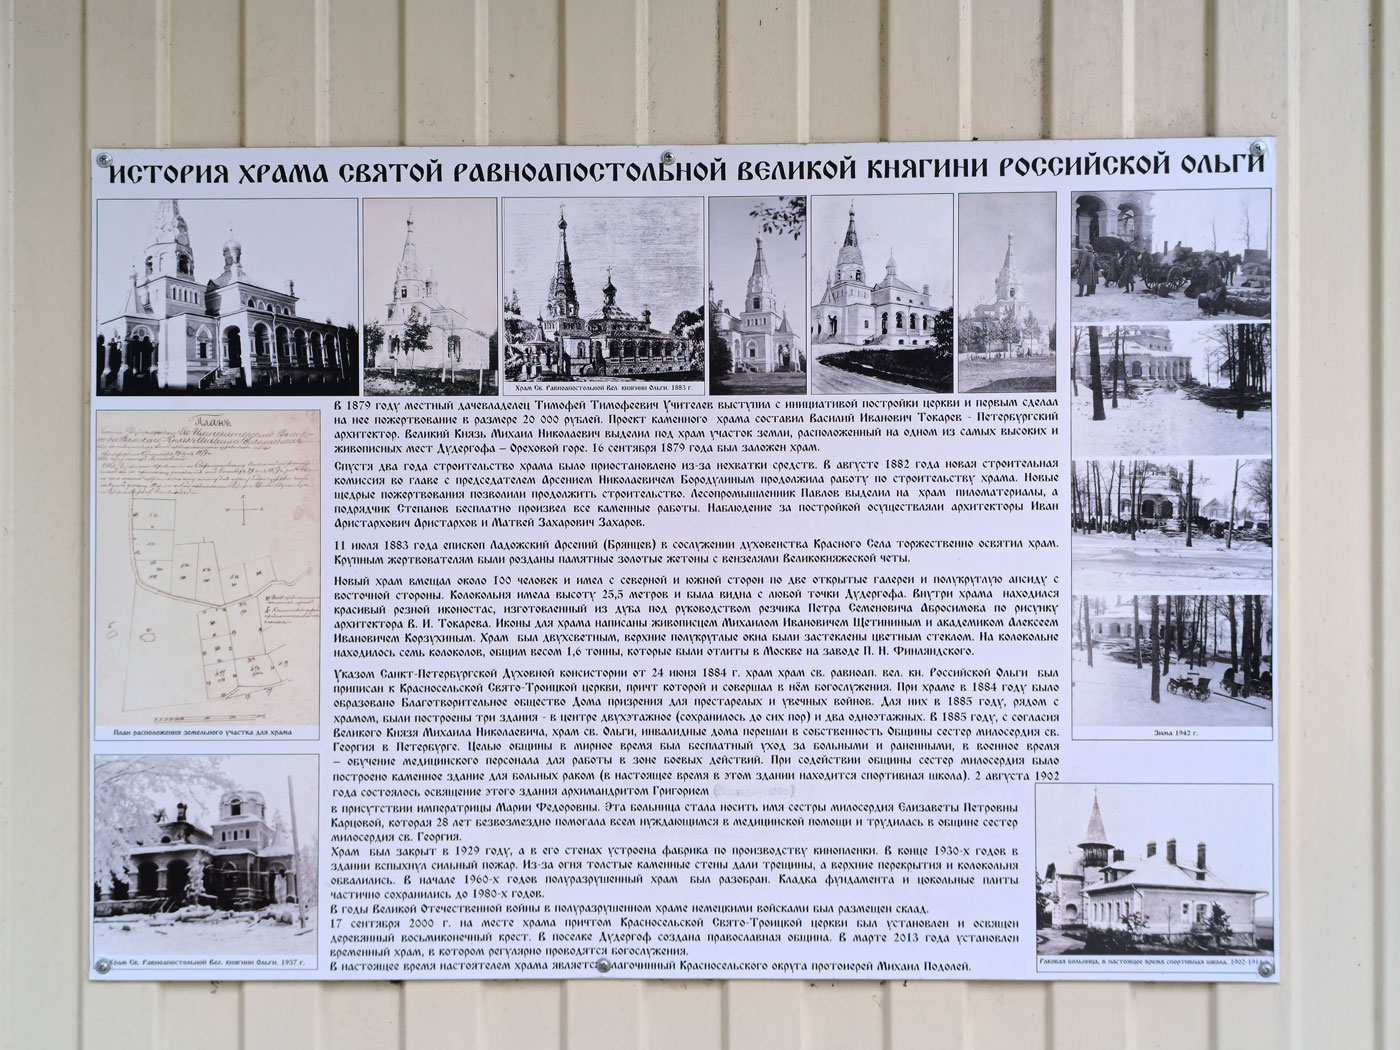 ИСТОРИЯ ХРАМА СВЯТОЙ РАВНОАПОСТОЛЬНОЙ ВЕЛИКОЙ КНЯГИНИ РОССИЙСКОЙ ОЛЬГИ
Храм Св. Равноапостольной Вел. княгини Ольги. 1883 г.
В 1879 году местный дачевладелец Тимофей Тимофеевич Учителев выступил с инициативой постройки церкви и первым сделал
на нее пожертвование в размере 20 000 рублей. Проект каменного храма составил Василий Иванович Токарев - Петербургский
архитектор. Великий Князь Михаил Николаевич выделил под храм участок земли, расположенный на одном из самых высоких и
живописных мест Дудергофа – Ореховой горе. 16 сентября 1879 года был заложен храм.
Спустя два года строительство храма было приостановлено из-за нехватки средств. В августе 1882 года новая строительная
комиссия во главе с председателем Арсением Николаевичем Бородулиным продолжила работу по строительству храма. Новые
щедрые пожертвования позволили продолжить строительство. Лесопромышленник Павлов выделил на храм пиломатериалы, а
подрядчик Степанов бесплатно произвел все каменные работы. Наблюдение за постройкой осуществляли архитекторы Иван
Аристархович Аристархов и Матвей Захарович Захаров.
11 июля 1883 года епископ Ладожский Арсений (Брянцев) в сослужении духовенства Красного Села торжественно освятил храм.
Крупным жертвователям были розданы памятные золотые жетоны с вензелями Великокняжеской четы.
Новый храм вмещал около 100 человек и имел с северной и южной сторон по две открытые галереи и полукруглую апсиду с
восточной стороны. Колокольня имела высоту 25,5 метров и была видна с любой точки Дудергофа. Внутри храма находился
красивый резной иконостас, изготовленный из дуба под руководством резчика Петра Семеновича Абросимова по рисунку
архитектора В. И. Токарева. Иконы для храма написаны живописцем Михаилом Ивановичем Щетининым и академиком Алексеем
Ивановичем Корзухиным. Храм был двухсветным, верхние полукруглые окна были застеклены цветным стеклом. На колокольне
находилось семь колоколов, общим весом 1,6 тонны, которые были отлиты в Москве на заводе П. Н. Финляндского.
Указом Санкт-Петербургской Духовной консистории от 24 июня 1884 г. храм храм св. равноап. вел. кн. Российской Ольги был
приписан к Красносельской Свято-Троицкой церкви, причт которой и совершал в нём богослужения. При храме в 1884 году было
образовано Благотворительное общество Дома призрения для престарелых и увечных войнов. Для них в 1885 году, рядом с
храмом, были построены три здания - в центре двухэтажное (сохранилось до сих пор) и два одноэтажных. В 1885 году, с согласия
Великого Князя Михаила Николаевича, храм св. Ольги, инвалидные дома перешли в собственность Общины сестер милосердия св.
Георгия в Петербурге. Целью общины в мирное время был бесплатный уход за больными и раненными, в военное время
– обучение медицинского персонала для работы в зоне боевых действий. При содействии общины сестер милосердия было
построено каменное здание для больных раком (в настоящее время в этом здании находится спортивная школа). 2 августа 1902
года состоялось освящение этого здания архимандритом Григорием
в присутствии императрицы Марии Федоровны. Эта больница стала носить имя сестры милосердия Елизаветы Петровны
Карцовой, которая 28 лет безвозмездно помогала всем нуждающимся в медицинской помощи и трудилась в общине сестер
милосердия св. Георгия.
Храм был закрыт в 1929 году, а в его стенах устроена фабрика по производству кинопленки. В конце 1930-х годов в
здании вспыхнул сильный пожар. Из-за огня толстые каменные стены дали трещины, а верхние перекрытия и колокольня
обвалились. В начале 1960-х годов полуразрушенный храм был разобран. Кладка фундамента и цокольные плиты
частично сохранились до 1980-х годов.
В годы Великой Отечественной войны в полуразрушенном храме немецкими войсками был размещен склад.
17 сентября 2000 г. на месте храма причтом Красносельской Свято-Троицкой церкви был установлен и освящен
деревянный восьмиконечный крест. В поселке Дудергоф создана православная община. В марте 2013 года установлен
временный храм, в котором регулярно проводятся богослужения.
В настоящее время настоятелем храма является благочинный Красносельского округа протоиерей Михаил Подолей.
Планъ
План расположения земельного участка для храма
Храм Св. Равноапостольной Вел. княгини Ольги. 1937 г.
Зима 1942 г.
Раковая больница, в настоящее время спортивная школа. 1902-